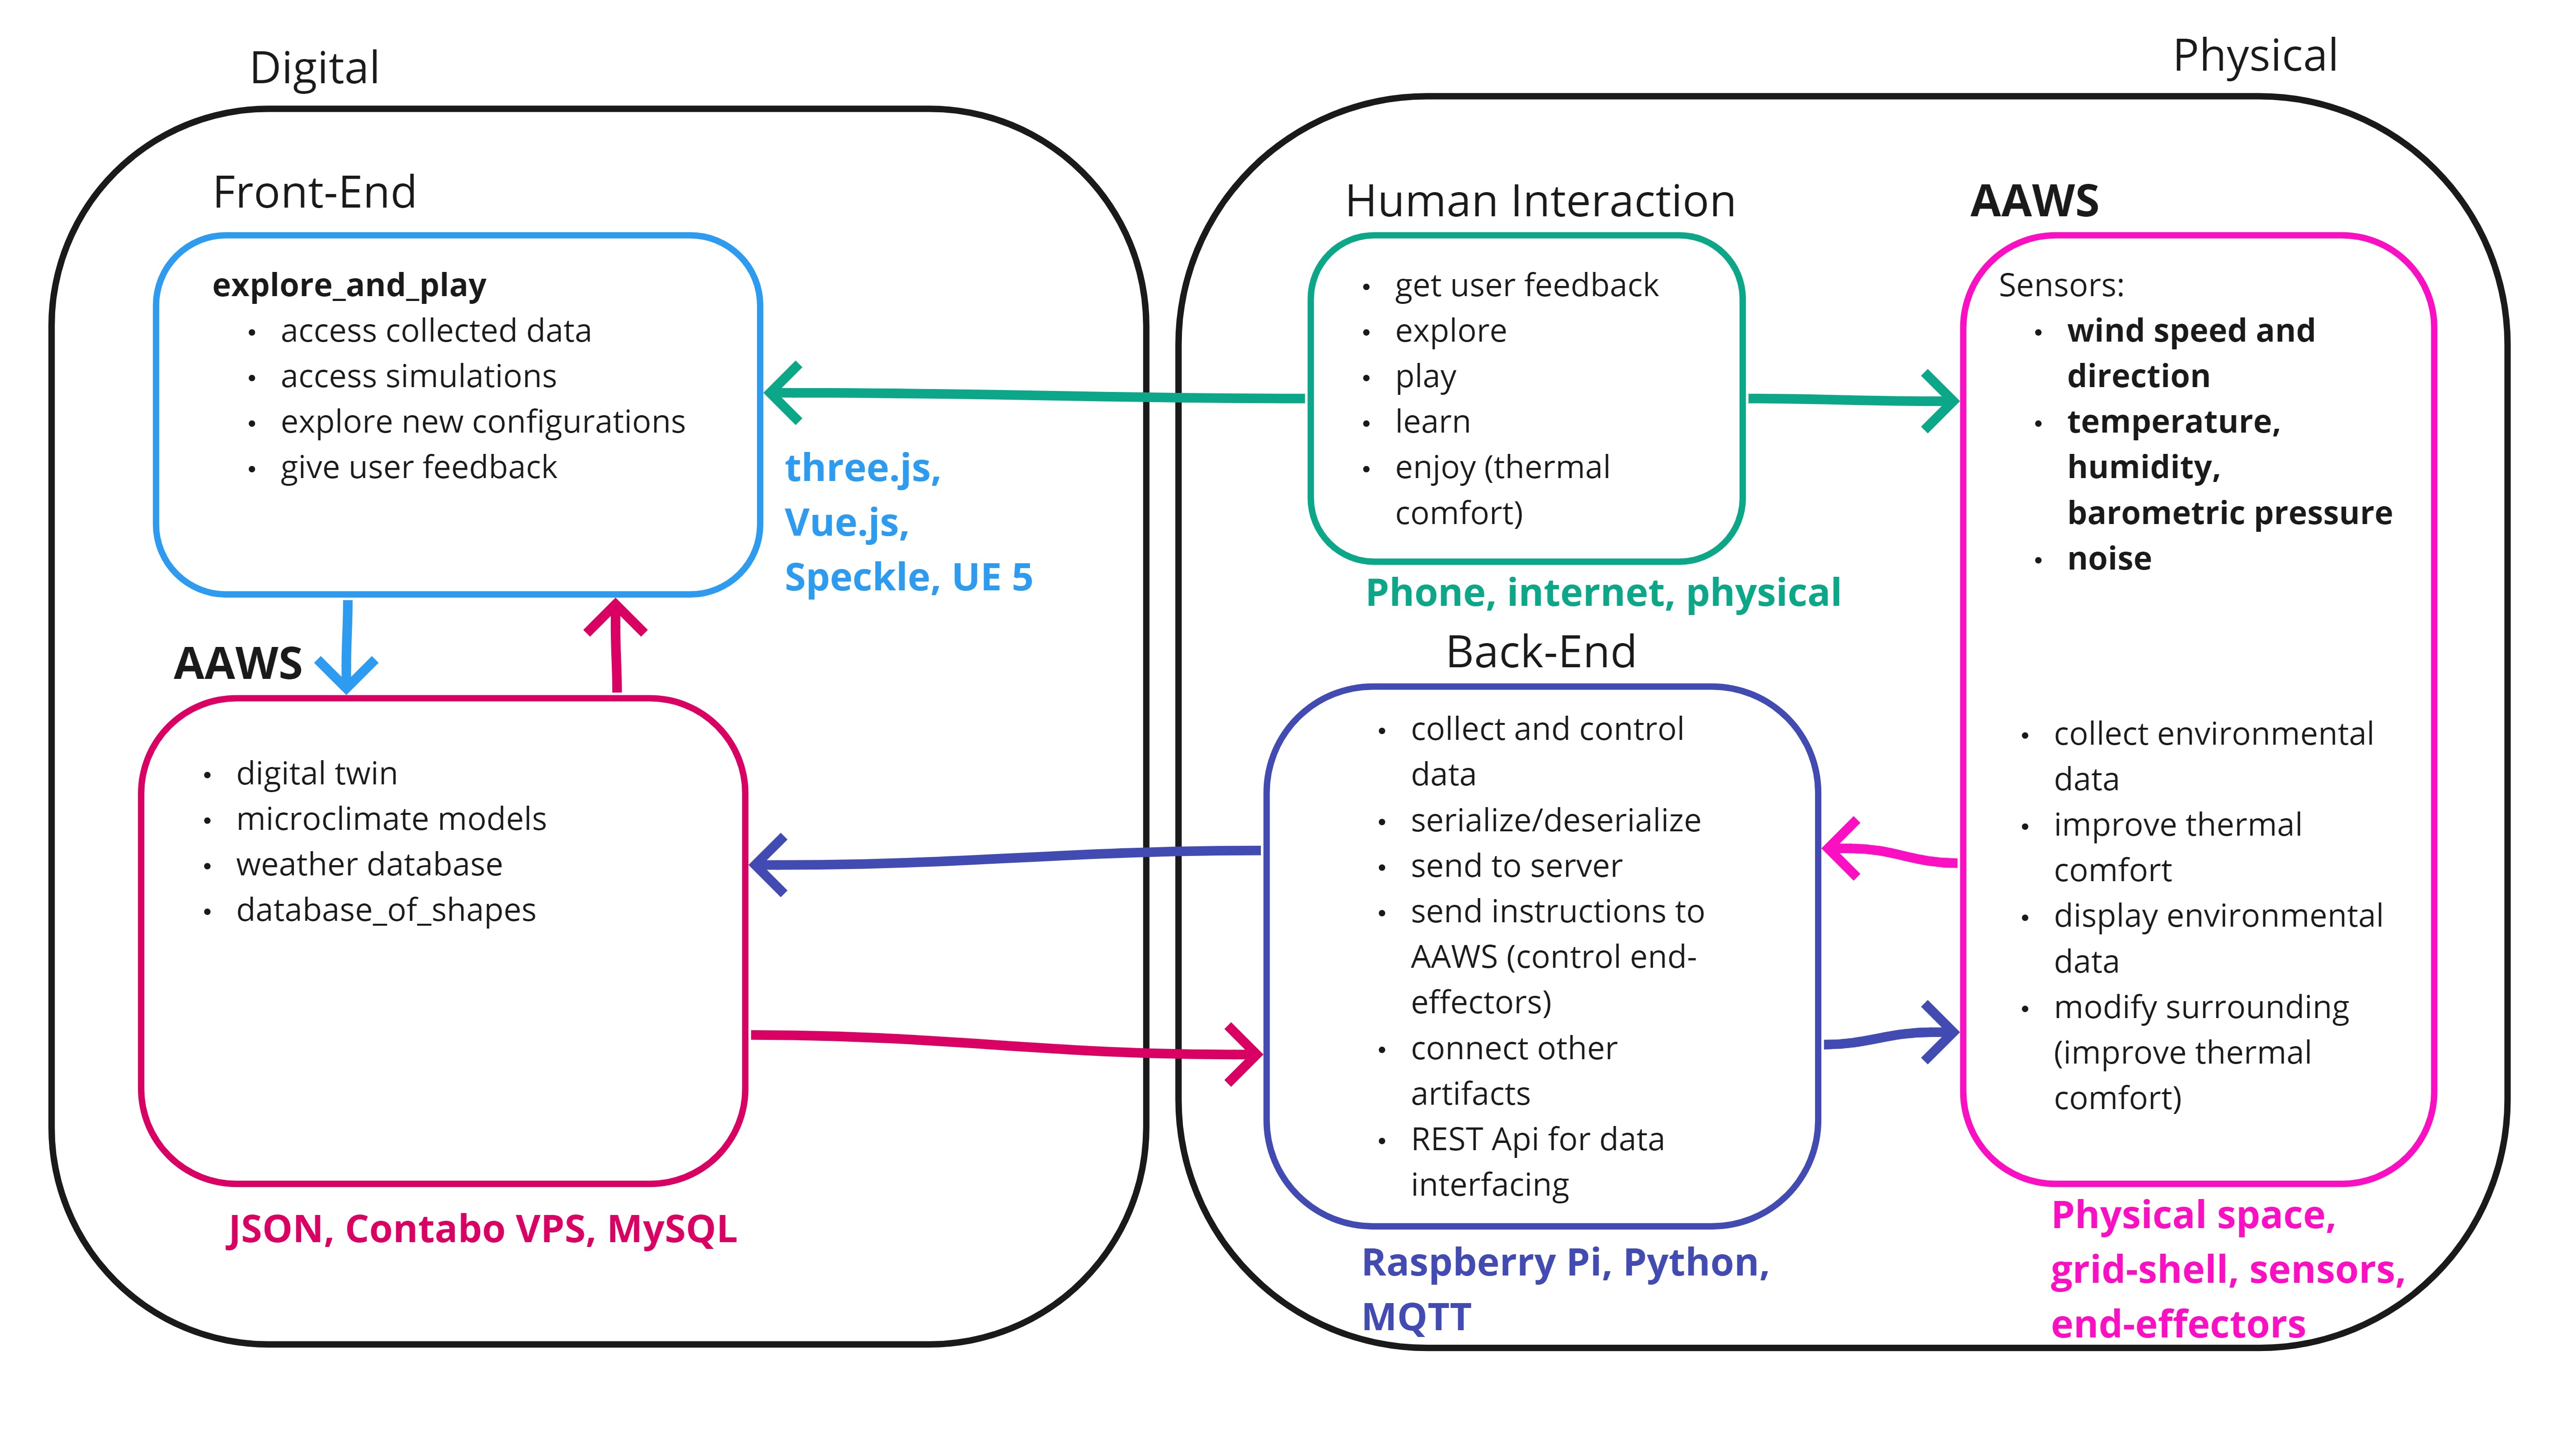 Digital
Physical
Front-End
explore_and_play
• access collected data
• access simulations
• explore new configurations
• give user feedback
three.js,
Vue.js,
Speckle, UE 5
AAWS
• digital twin
• microclimate models
• weather database
• database_of_shapes
JSON, Contabo VPS, MySQL
Human Interaction
• get user feedback
• explore
• play
• learn
• enjoy (thermal
comfort)
Phone, internet, physical
Back-End
• collect and control
data
• serialize/deserialize
• send to server
• send instructions to
AAWS (control end-
effectors)
• connect other
artifacts
• REST Api for data
interfacing
Raspberry Pi, Python,
MQTT
AAWS
Sensors:
• wind speed and
direction
• temperature,
humidity,
barometric pressure
• noise
• collect environmental
data
• improve thermal
comfort
• display environmental
data
• modify surrounding
(improve thermal
comfort)
Physical space,
grid-shell, sensors,
end-effectors